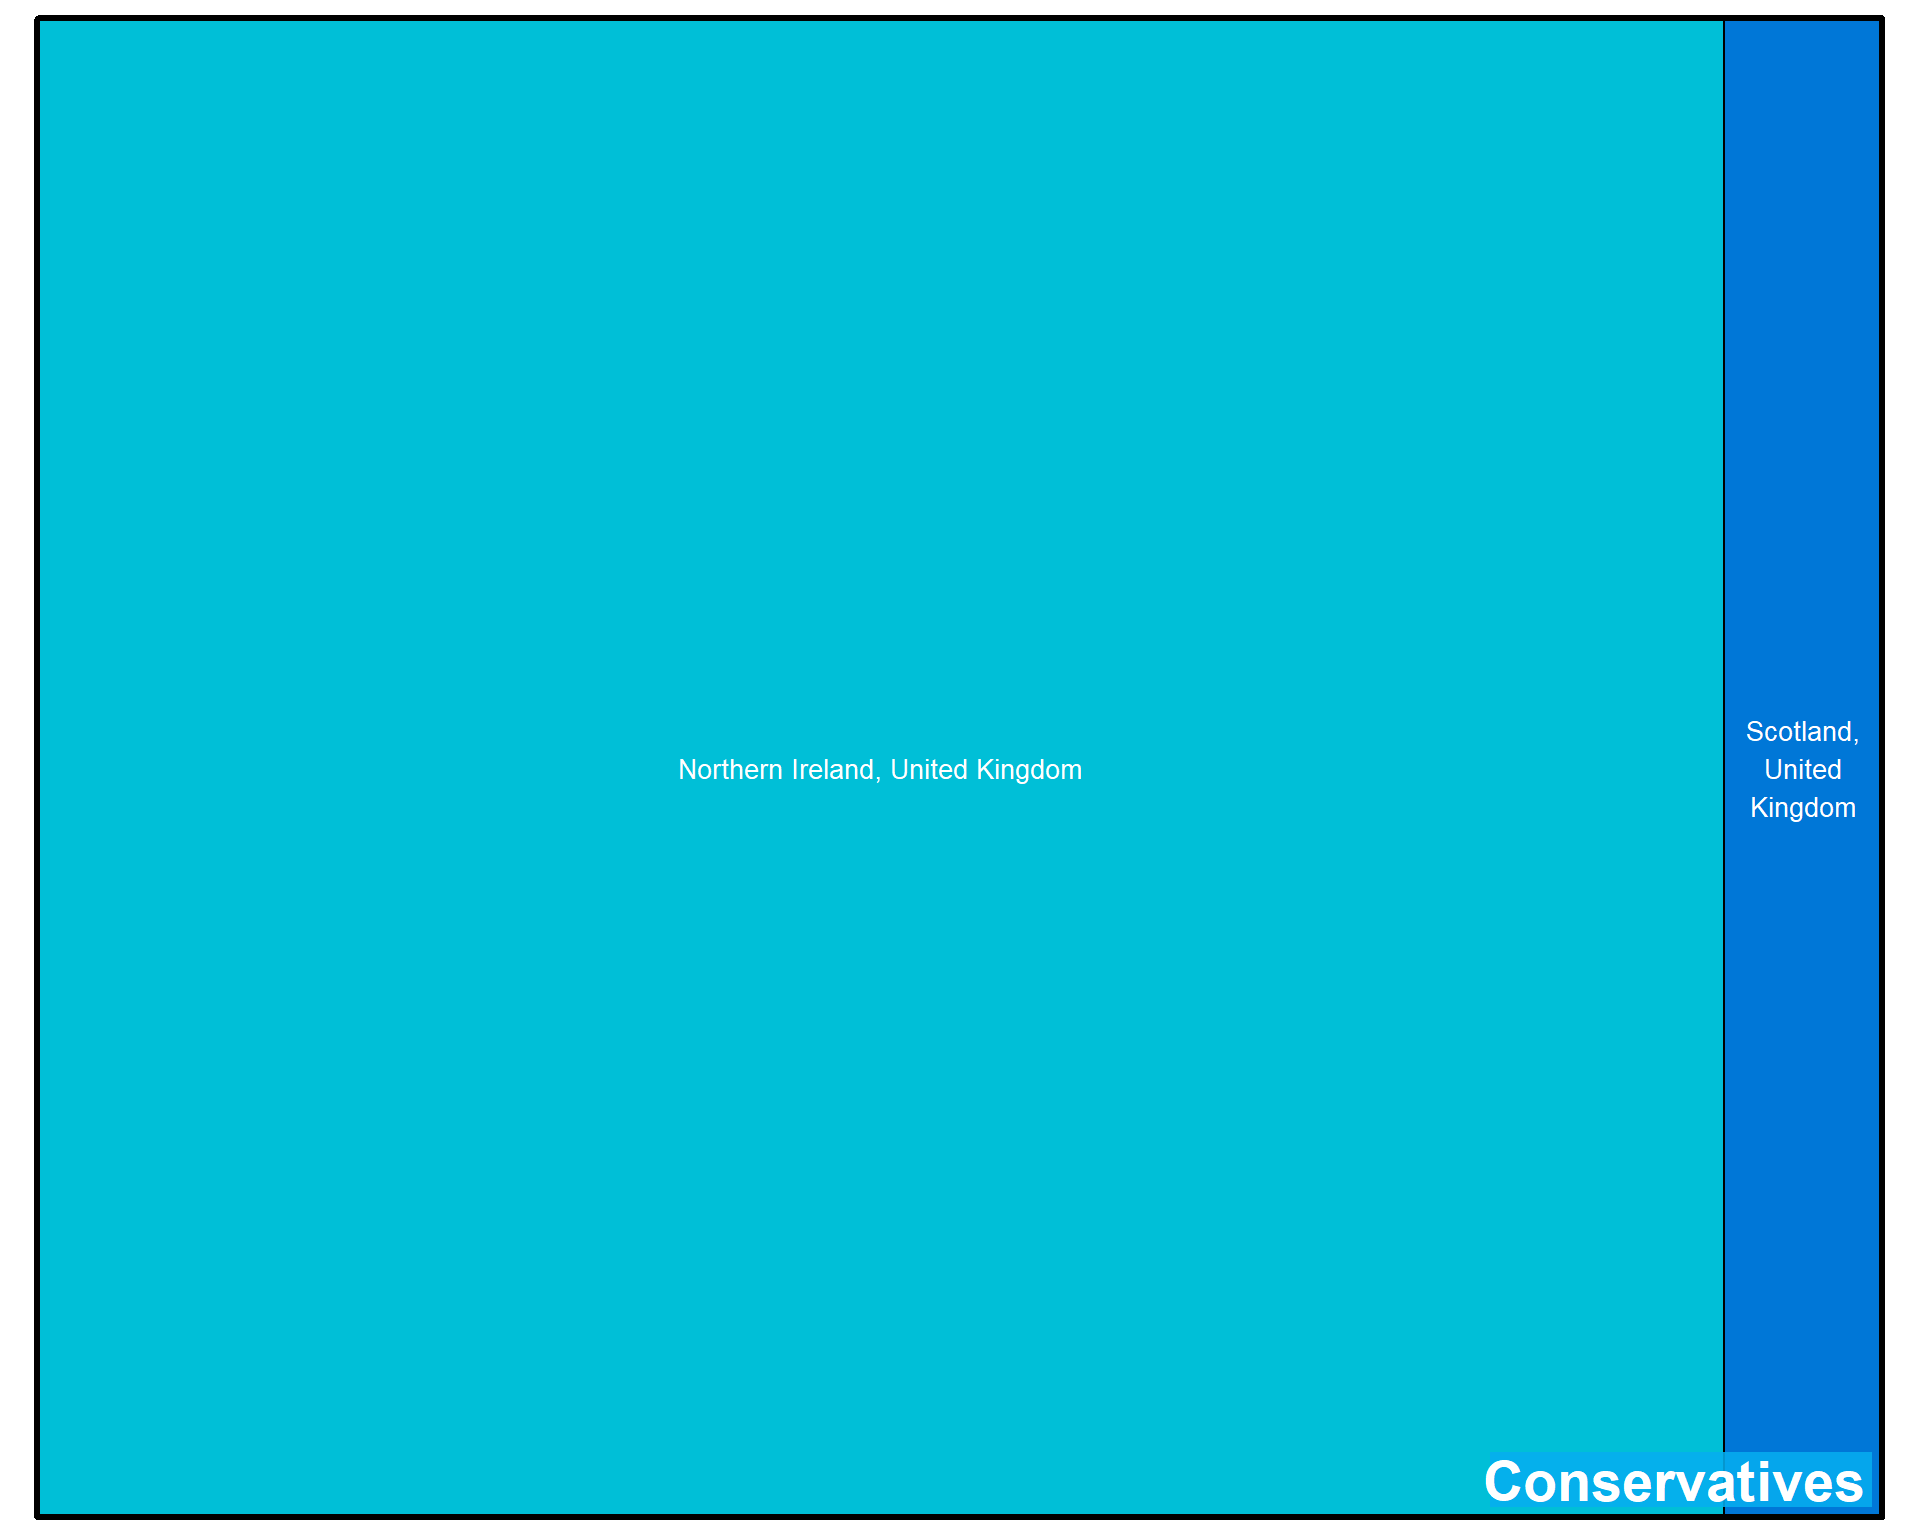 Northern Ireland, United Kingdom
Scotland,
United
Kingdom
Conservatives